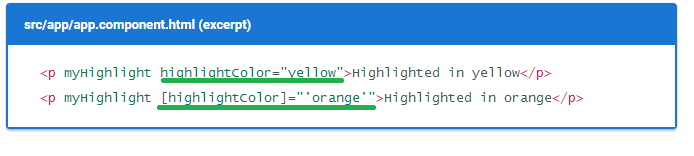 src/app/app.component.html (excerpt)
<p myHighlight highlightColor="yellow">Highlighted in yellow</p>
<p myHighlight [highlightColor]="'orange'">Highlighted in orange</p>